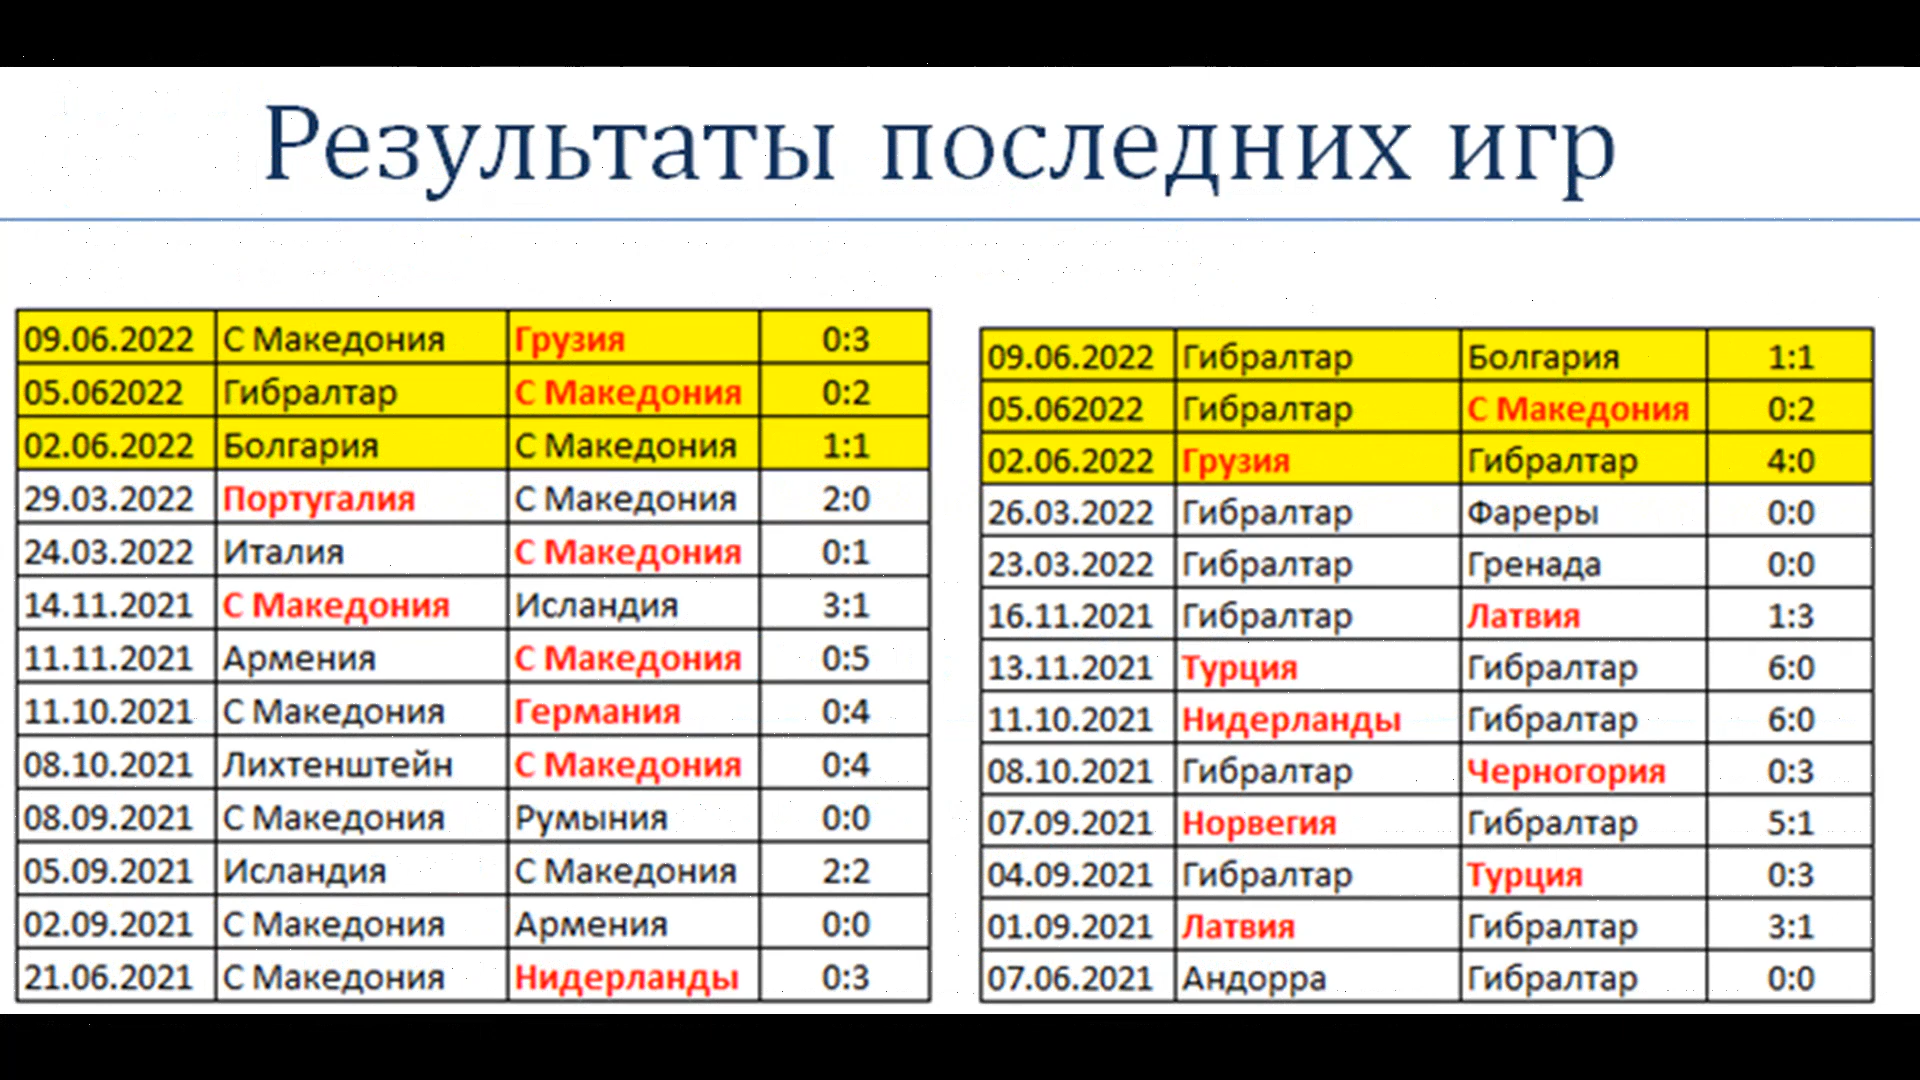 Результаты последних игр
09.06.2022 С Македония Грузия 0:3
05.062022 Гибралтар С Македония 0:2
02.06.2022 Болгария С Македония 1:1
29.03.2022 Португалия С Македония 2:0
24.03.2022 Италия С Македония 0:1
14.11.2021 С Македония Исландия 3:1
11.11.2021 Армения С Македония 0:5
11.10.2021 С Македония Германия 0:4
08.10.2021 Лихтенштейн С Македония 0:4
08.09.2021 С Македония Румыния 0:0
05.09.2021 Исландия С Македония 2:2
02.09.2021 С Македония Армения 0:0
21.06.2021 С Македония Нидерланды 0:3
09.06.2022 Гибралтар Болгария 1:1
05.062022 Гибралтар С Македония 0:2
02.06.2022 Грузия Гибралтар 4:0
26.03.2022 Гибралтар Фареры 0:0
23.03.2022 Гибралтар Гренада 0:0
16.11.2021 Гибралтар Латвия 1:3
13.11.2021 Турция Гибралтар 6:0
11.10.2021 Нидерланды Гибралтар 6:0
08.10.2021 Гибралтар Черногория 0:3
07.09.2021 Норвегия Гибралтар 5:1
04.09.2021 Гибралтар Турция 0:3
01.09.2021 Латвия Гибралтар 3:1
07.06.2021 Андорра Гибралтар 0:0